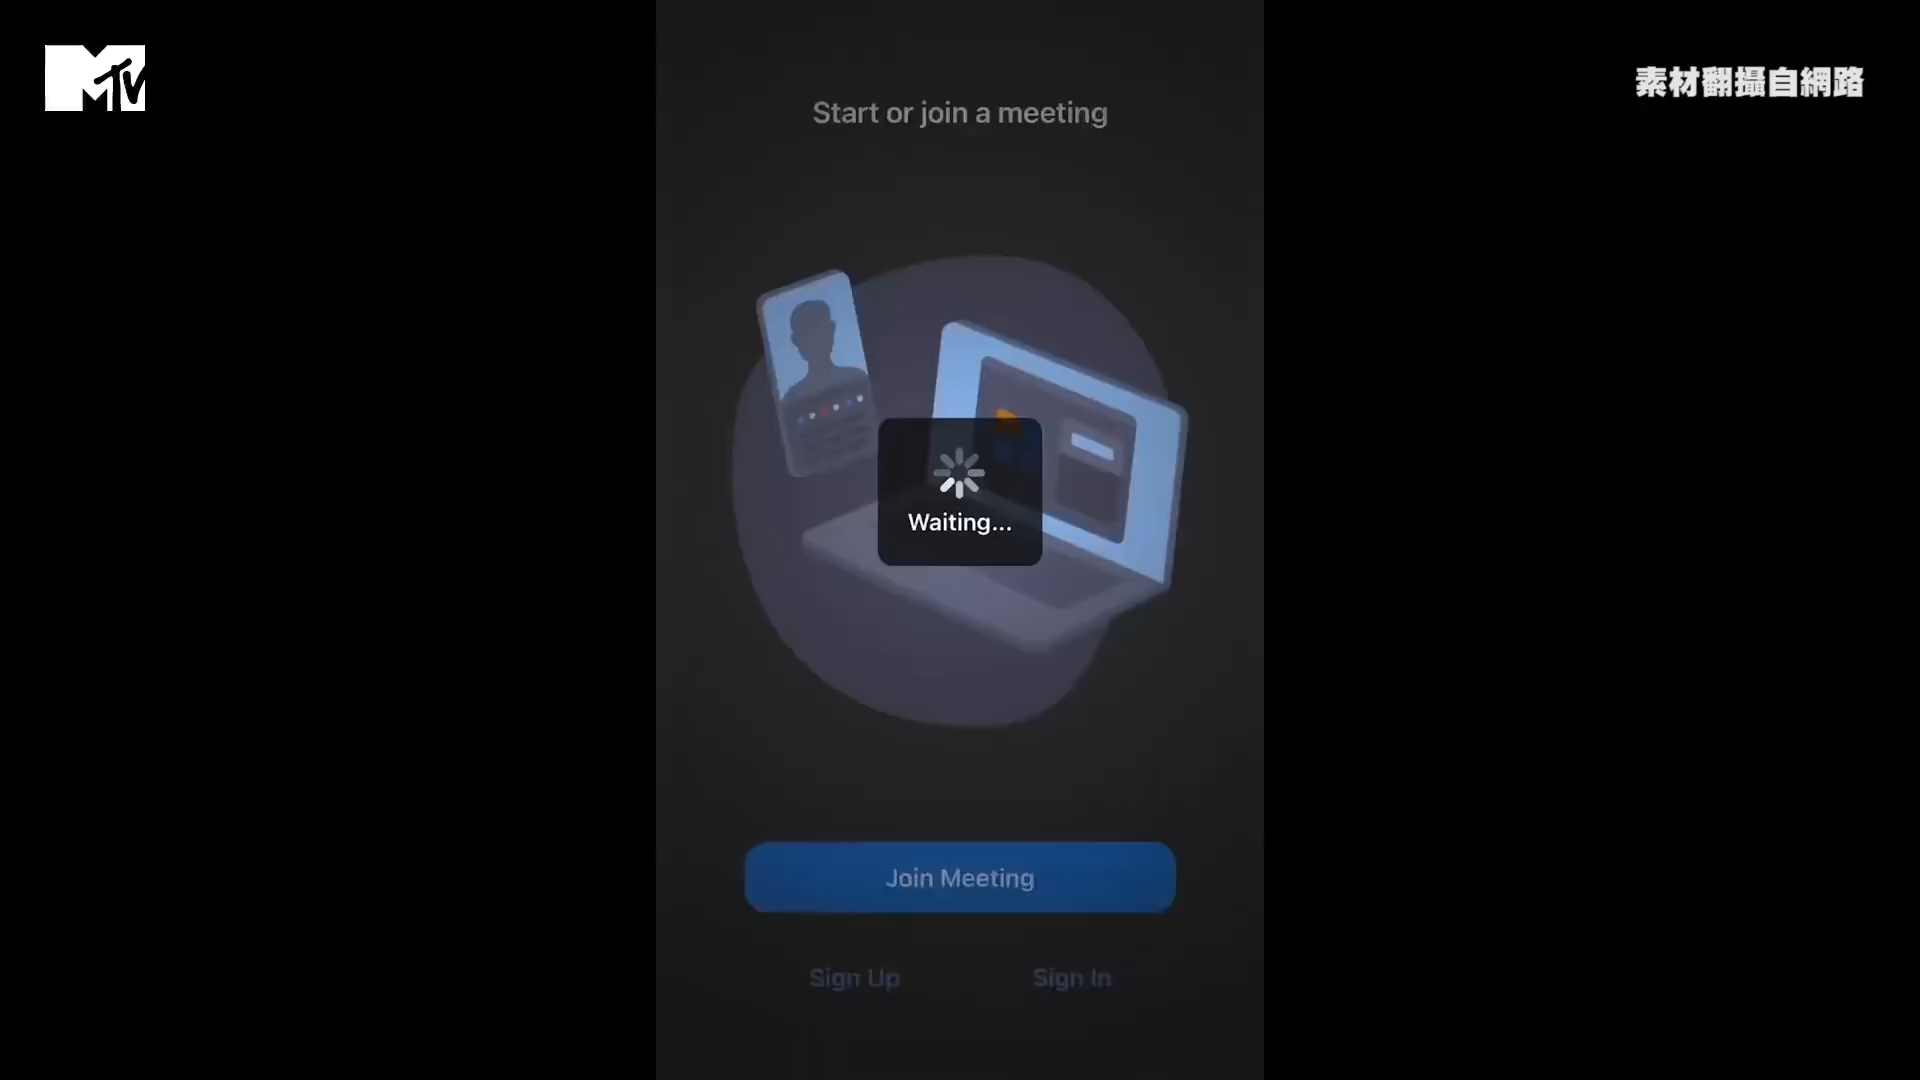 MTV
素材翻攝自網路
Start or join a meeting
Waiting...
Join Meeting
Sign Up
Sign In